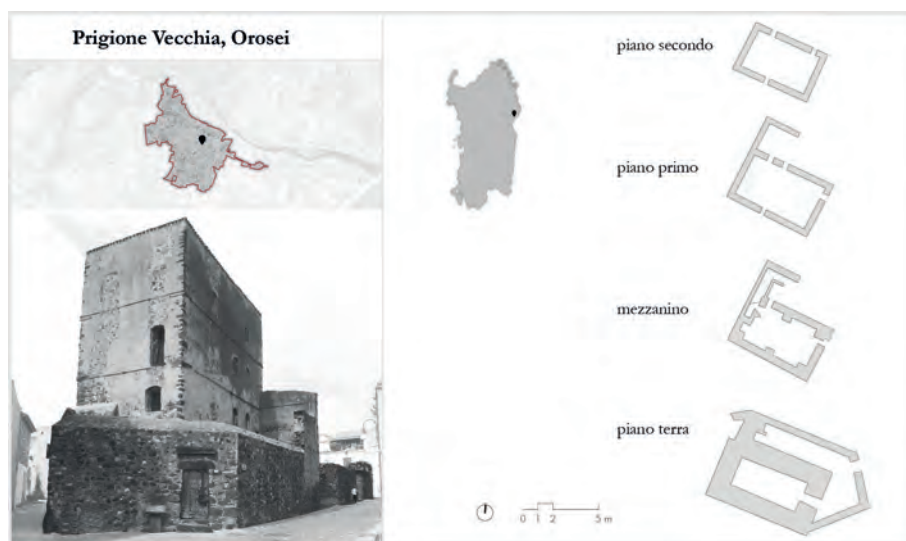 Prigione Vecchia, Orosei
piano secondo
piano primo
mezzanino
piano terra
0 1 2 5 m